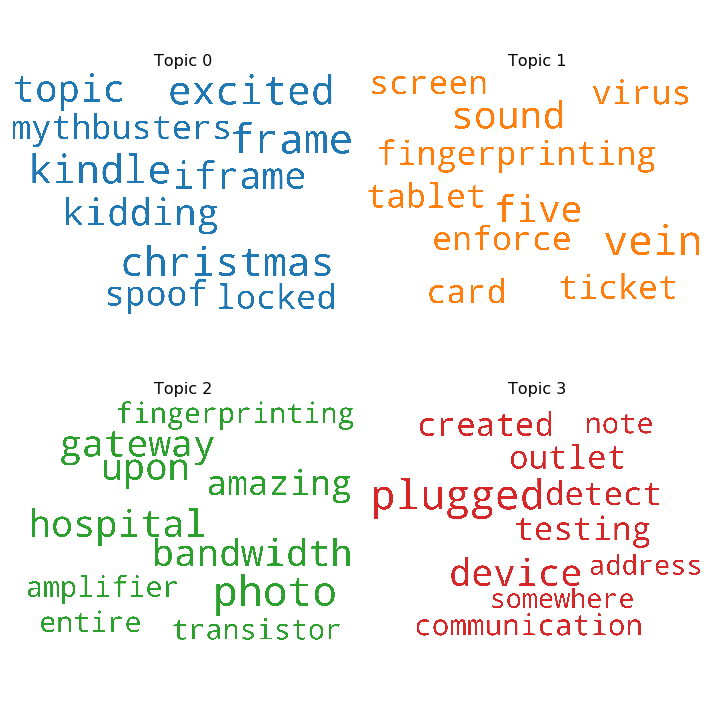 Topic 0
topic excited
mythbusters frame
kindle iframe
kidding
christmas
spoof locked
Topic 1
screen virus
sound
fingerprinting
tablet five
enforce vein
card ticket
Topic 2
fingerprinting
gateway
upon amazing
hospital
bandwidth
amplifier photo
entire transistor
Topic 3
created note
outlet
plugged detect
testing
device address
somewhere
communication